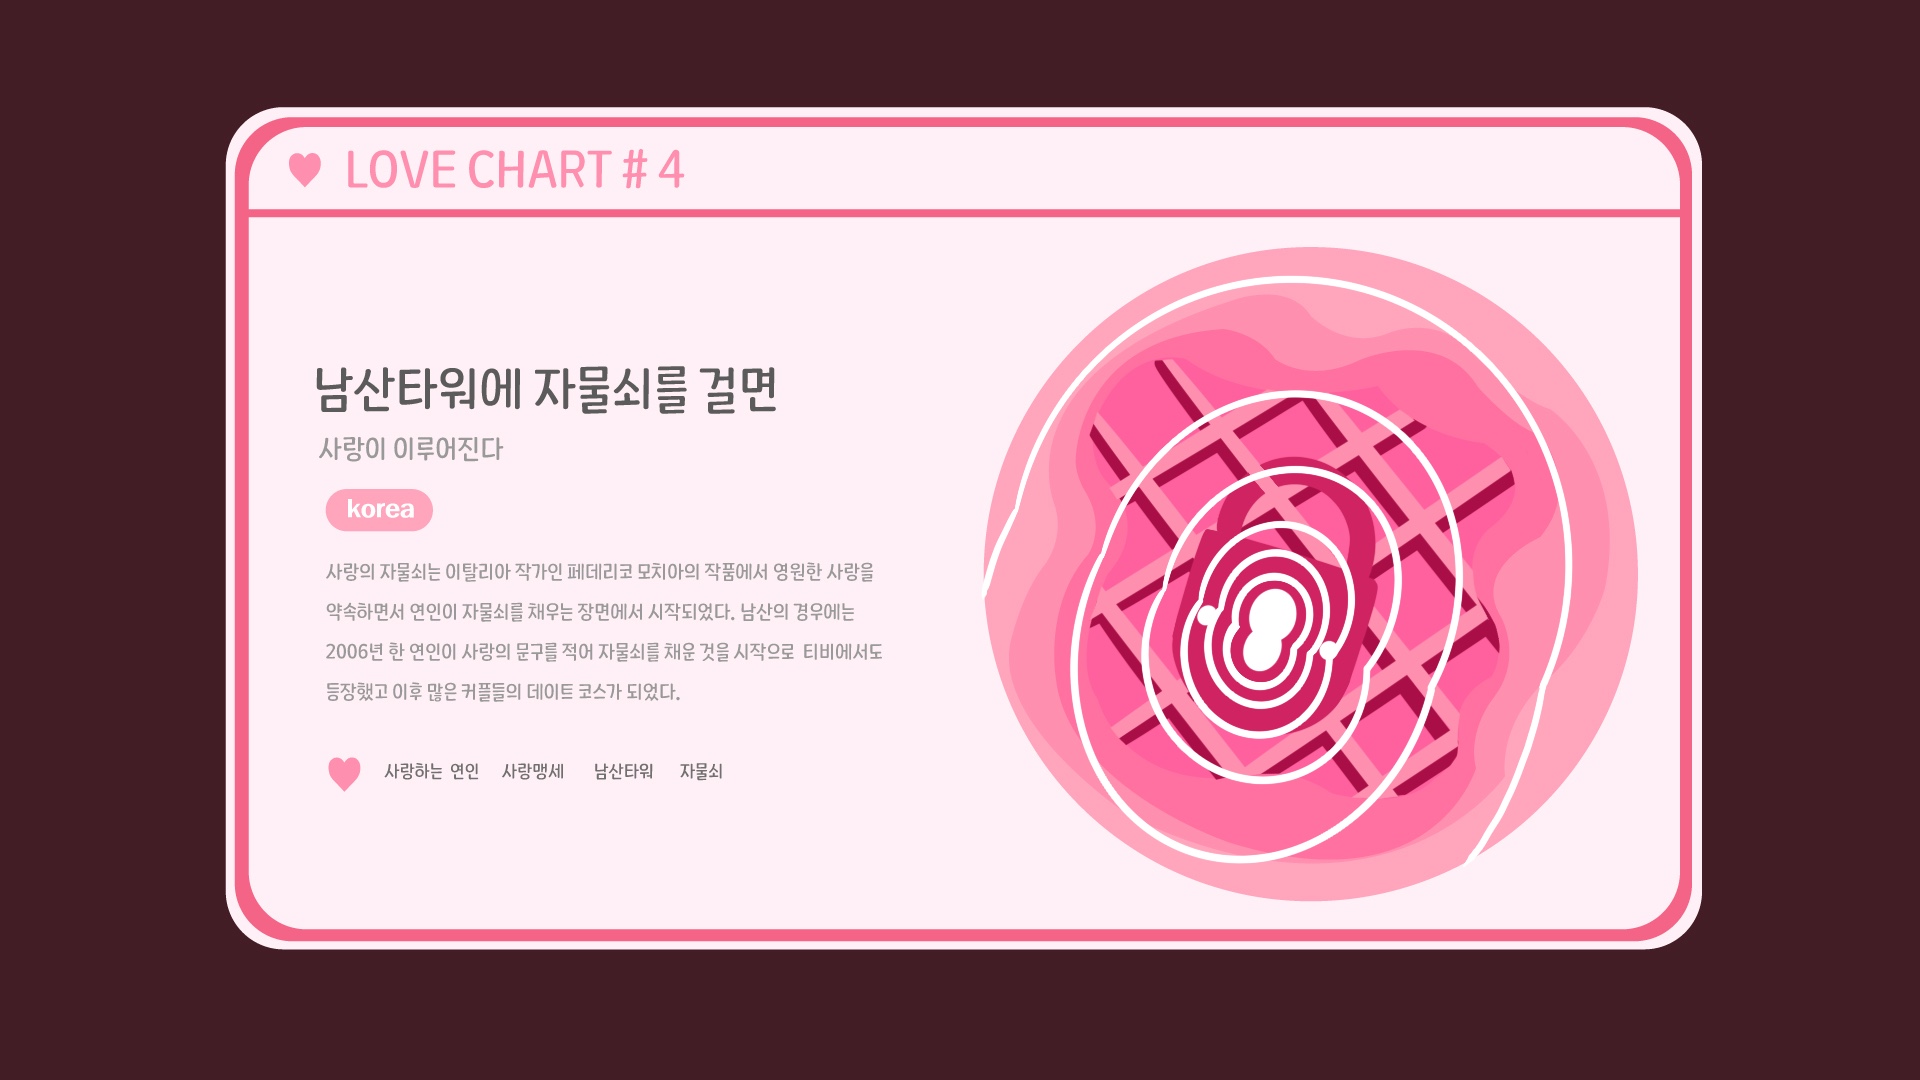 LOVE CHART # 4
남산타워에 자물쇠를 걸면
사랑이 이루어진다
korea
사랑의 자물쇠는 이탈리아 작가인 페데리코 모치아의 작품에서 영원한 사랑을
약속하면서 연인이 자물쇠를 채우는 장면에서 시작되었다. 남산의 경우에는
2006년 한 연인이 사랑의 문구를 적어 자물쇠를 채운 것을 시작으로 티비에서도
등장했고 이후 많은 커플들의 데이트 코스가 되었다.
사랑하는 연인 사랑맹세 남산타워 자물쇠